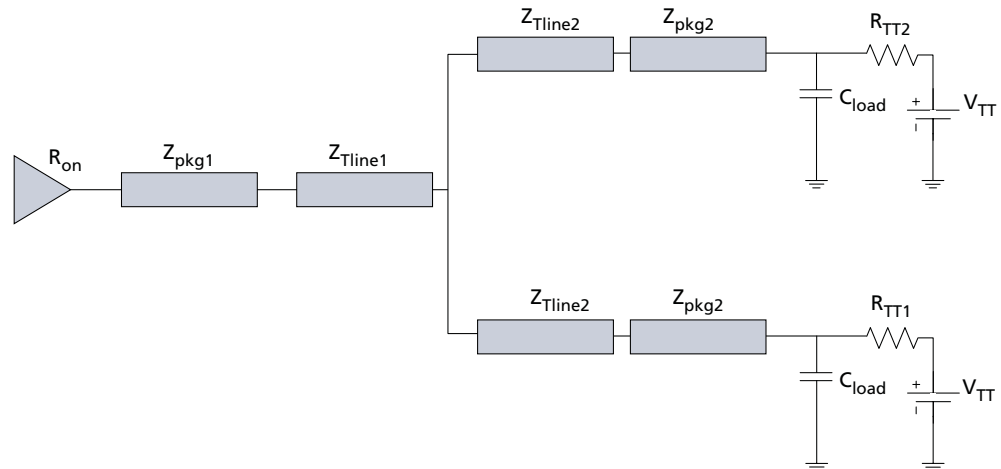 Z_Tline2 Z_pkg2 R_TT2
C_load + V_TT
–
R_on Z_pkg1 Z_Tline1
Z_Tline2 Z_pkg2 R_TT1
C_load + V_TT
–